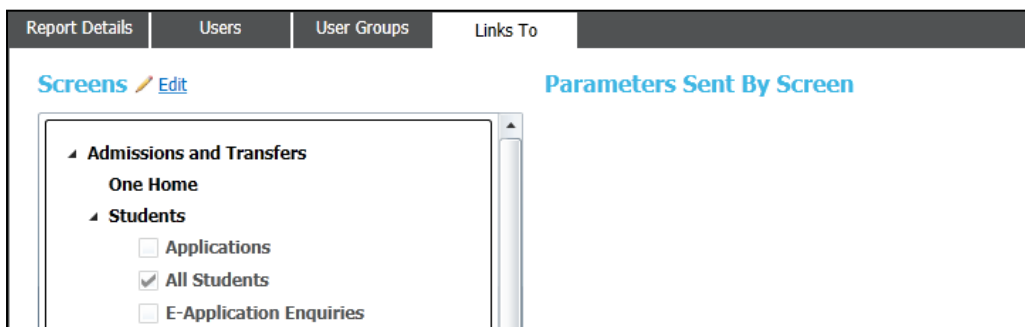 Report Details Users User Groups Links To
Screens Edit Parameters Sent By Screen
Admissions and Transfers
One Home
Students
Applications
All Students
E-Application Enquiries